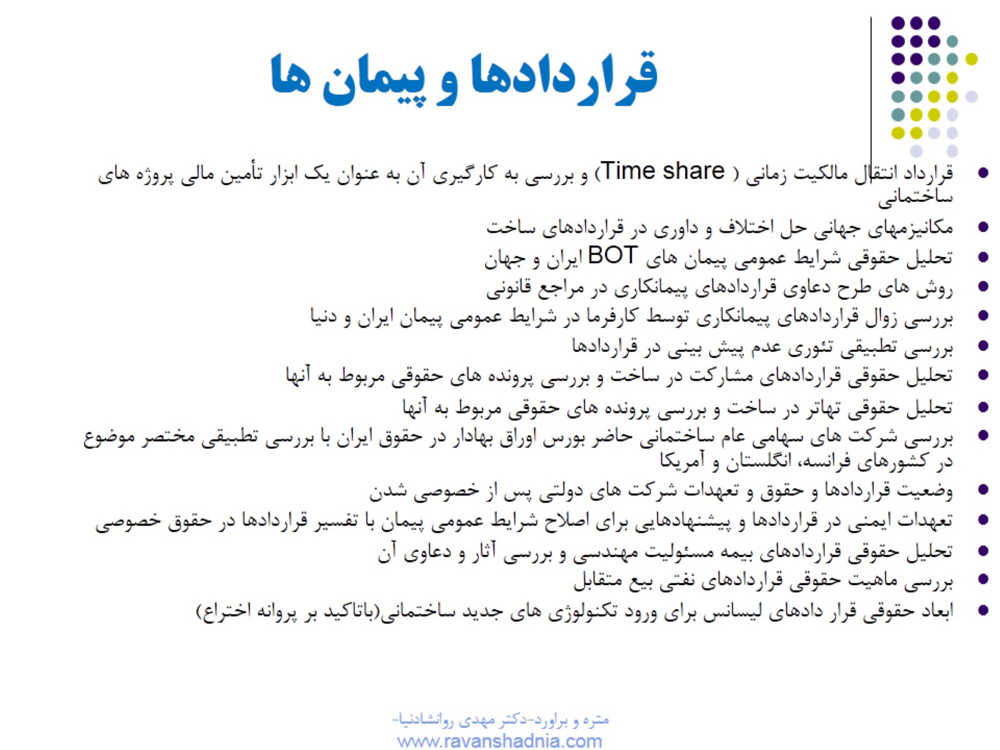 قراردادها و پیمان ها
قرارداد انتقال مالکیت زمانی ( Time share) و بررسی به کارگیری آن به عنوان یک ابزار تأمین مالی پروژه های
ساختمانی
مکانیزمهای جهانی حل اختلاف و داوری در قراردادهای ساخت
تحلیل حقوقی شرایط عمومی پیمان های BOT ایران و جهان
روش های طرح دعاوی قراردادهای پیمانکاری در مراجع قانونی
بررسی زوال قراردادهای پیمانکاری توسط کارفرما در شرایط عمومی پیمان ایران و دنیا
بررسی تطبیقی تئوری عدم پیش بینی در قراردادها
تحلیل حقوقی قراردادهای مشارکت در ساخت و بررسی پرونده های حقوقی مربوط به آنها
تحلیل حقوقی تهاتر در ساخت و بررسی پرونده های حقوقی مربوط به آنها
بررسی شرکت های سهامی عام ساختمانی حاضر بورس اوراق بهادار در حقوق ایران با بررسی تطبیقی مختصر موضوع
در کشورهای فرانسه، انگلستان و آمریکا
وضعیت قراردادها و حقوق و تعهدات شرکت های دولتی پس از خصوصی شدن
تعهدات ایمنی در قراردادها و پیشنهادهایی برای اصلاح شرایط عمومی پیمان با تفسیر قراردادها در حقوق خصوصی
تحلیل حقوقی قراردادهای بیمه مسئولیت مهندسی و بررسی آثار و دعاوی آن
بررسی ماهیت حقوقی قراردادهای نفتی بیع متقابل
ابعاد حقوقی قرار دادهای لیسانس برای ورود تکنولوژی های جدید ساختمانی(باتاکید بر پروانه اختراع)
متره و براورد-دکتر مهدی روانشادنیا-
www.ravanshadnia.com